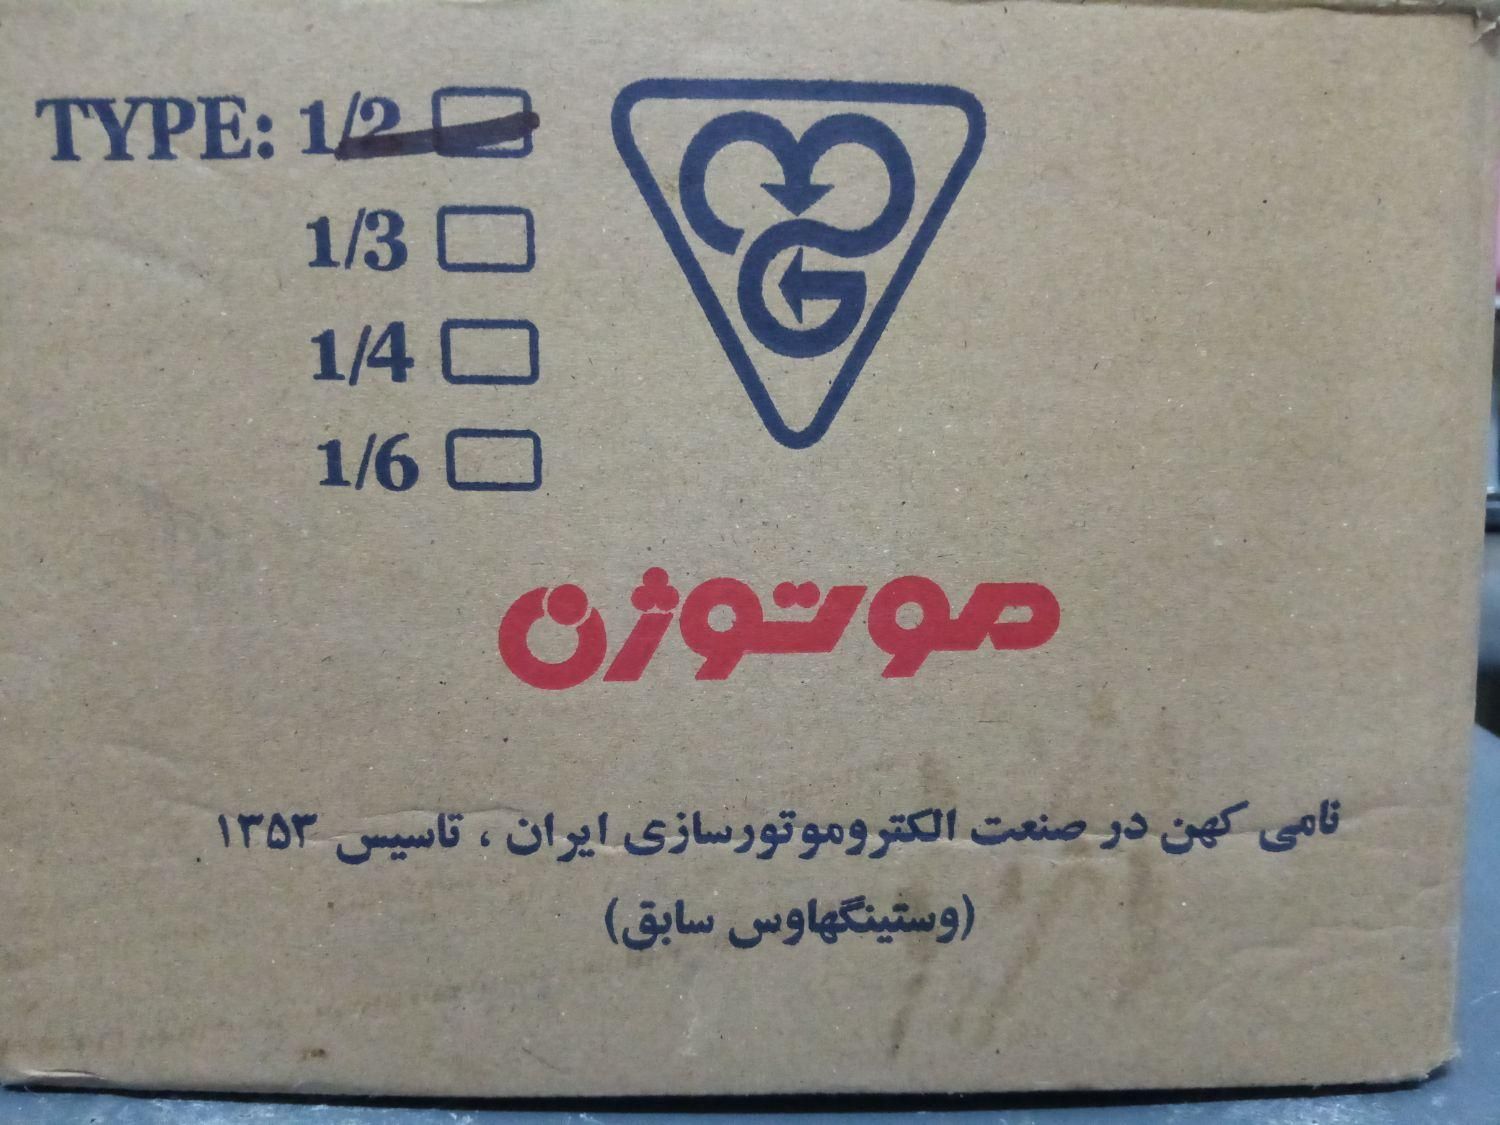 TYPE: 1/2
1/3
1/4
1/6
موتوژن
نامی کهن در صنعت الکتروموتورسازی ایران ، تاسیس ۱۳۵۳
(وستینگهاوس سابق)